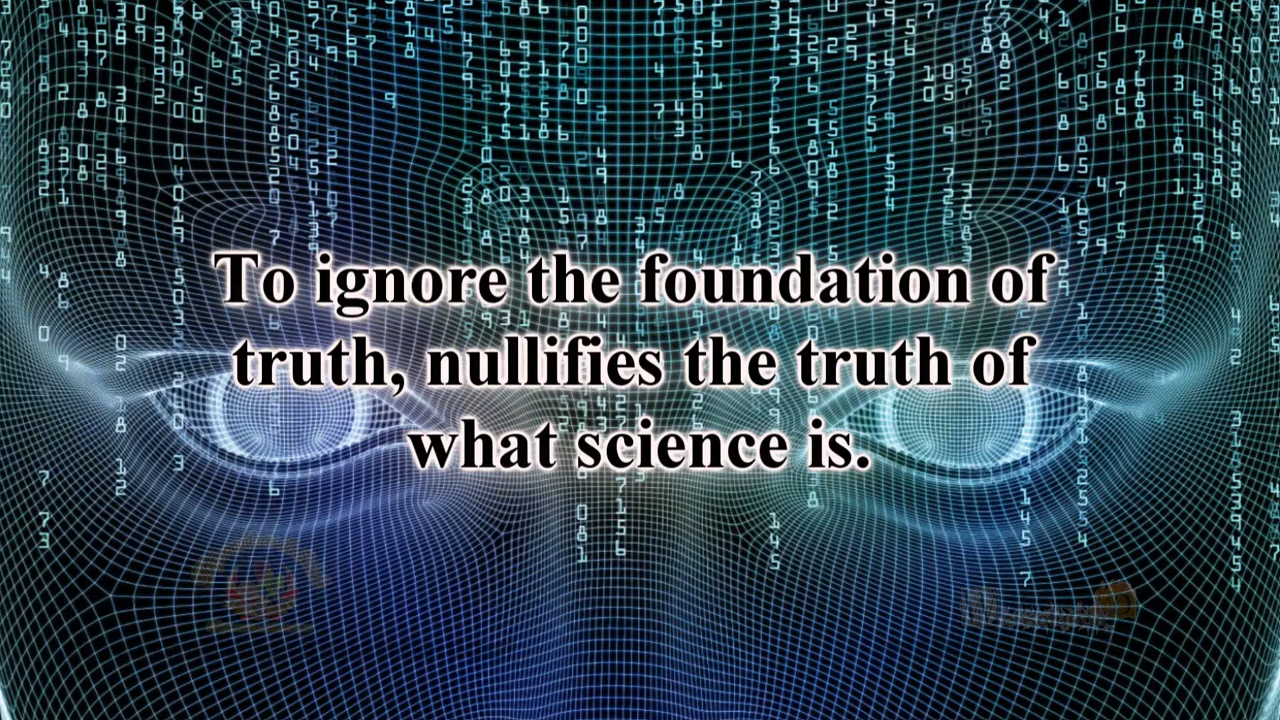 To ignore the foundation of
truth, nullifies the truth of
what science is.